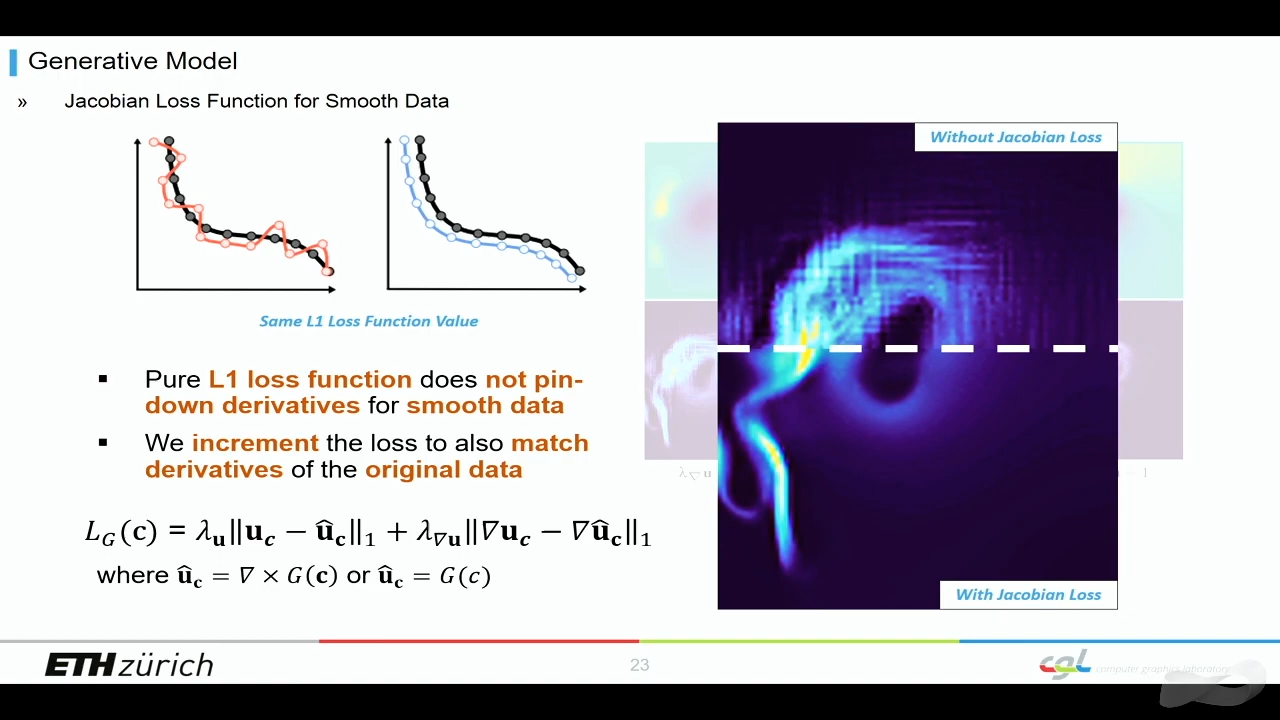 Generative Model
» Jacobian Loss Function for Smooth Data
Without Jacobian Loss
Same L1 Loss Function Value
▪ Pure L1 loss function does not pin-
down derivatives for smooth data
▪ We increment the loss to also match
derivatives of the original data
λ∇u
- 1
L_G(c) = λ_u‖u_c − û_c‖_1 + λ_∇u‖∇u_c − ∇û_c‖_1
where û_c = ∇ × G(c) or û_c = G(c)
With Jacobian Loss
ETH zürich
23
cgl computer graphics laboratory